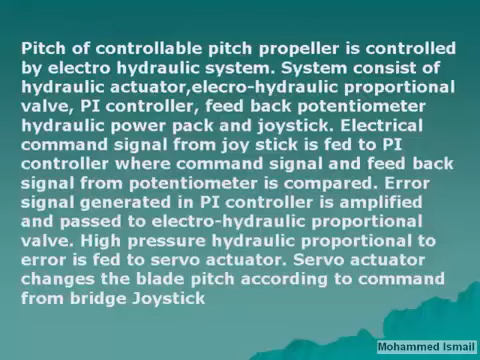 Pitch of controllable pitch propeller is controlled
by electro hydraulic system. System consist of
hydraulic actuator,elecro-hydraulic proportional
valve, PI controller, feed back potentiometer
hydraulic power pack and joystick. Electrical
command signal from joy stick is fed to PI
controller where command signal and feed back
signal from potentiometer is compared. Error
signal generated in PI controller is amplified
and passed to electro-hydraulic proportional
valve. High pressure hydraulic proportional to
error is fed to servo actuator. Servo actuator
changes the blade pitch according to command
from bridge Joystick
Mohammed Ismail